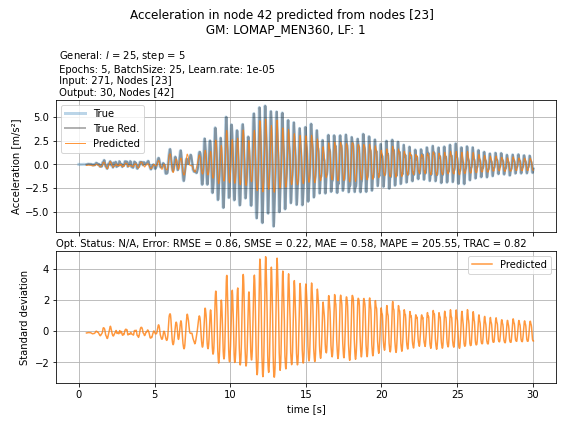 Acceleration in node 42 predicted from nodes [23]
GM: LOMAP_MEN360, LF: 1
General: l = 25, step = 5
Epochs: 5, BatchSize: 25, Learn.rate: 1e-05
Input: 271, Nodes [23]
Output: 30, Nodes [42]
Acceleration [m/s²]
5.0
2.5
0.0
−2.5
−5.0
True
True Red.
Predicted
Opt. Status: N/A, Error: RMSE = 0.86, SMSE = 0.22, MAE = 0.58, MAPE = 205.55, TRAC = 0.82
Standard deviation
4
2
0
−2
Predicted
0 5 10 15 20 25 30
time [s]